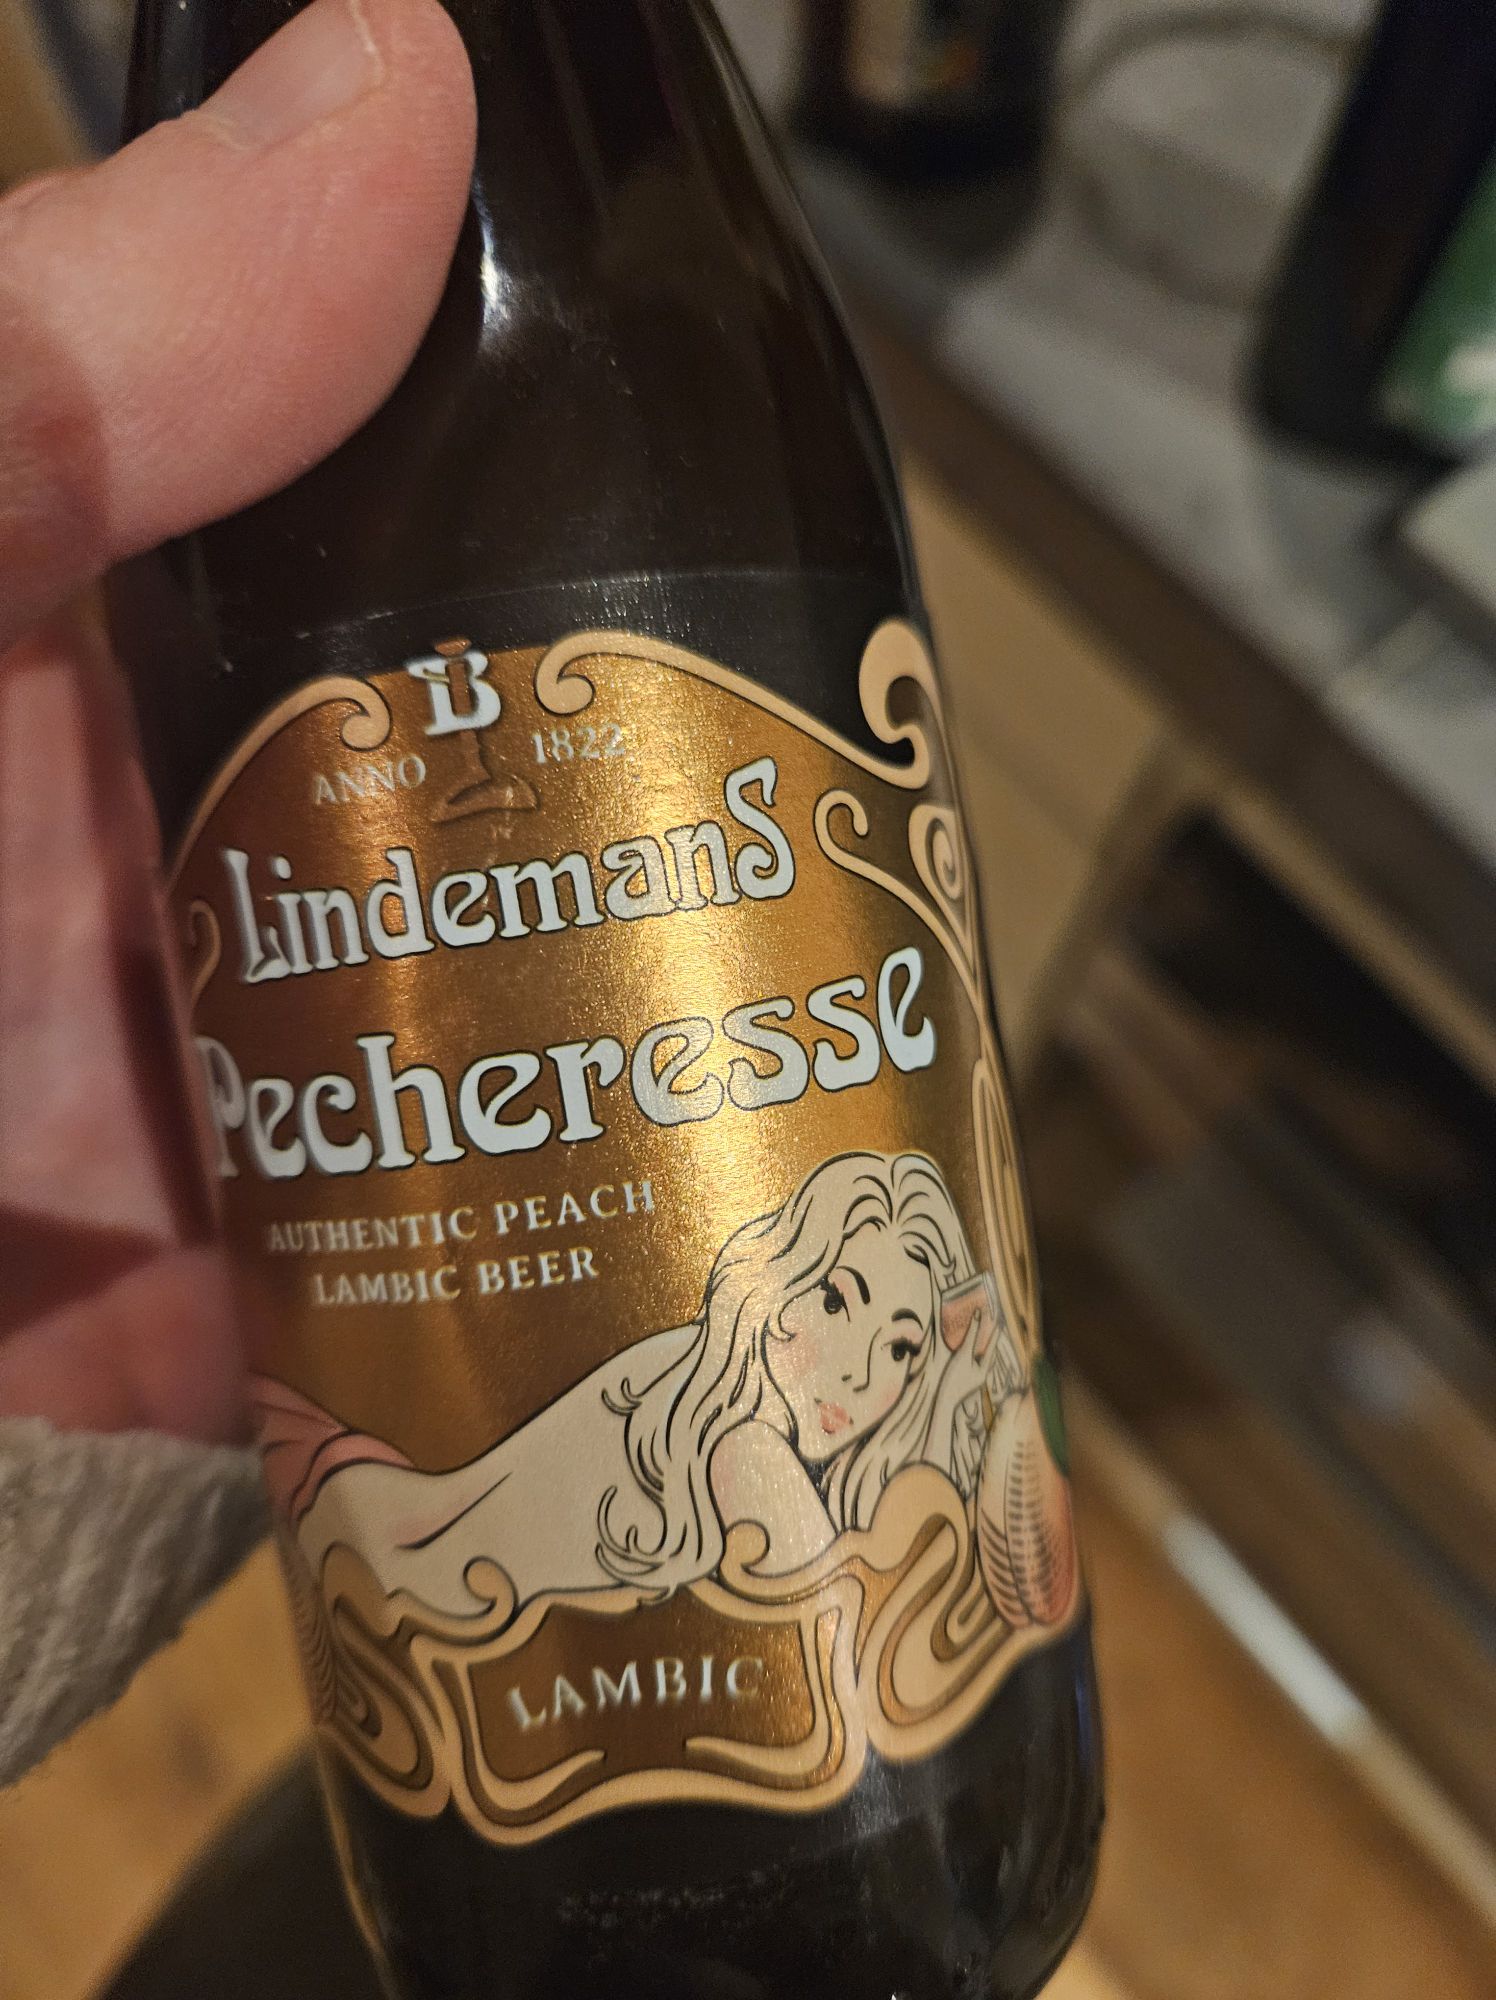 ANNO 1822
Lindemans
Pecheresse
AUTHENTIC PEACH
LAMBIC BEER
LAMBIC